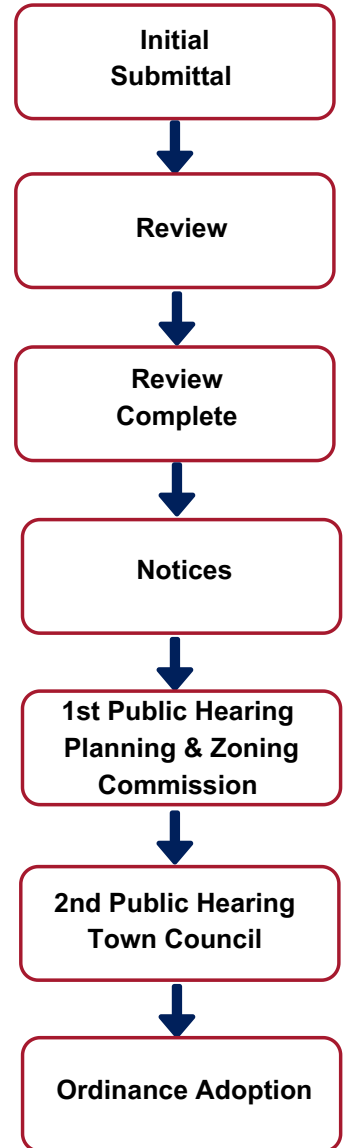 Initial
Submittal
Review
Review
Complete
Notices
1st Public Hearing
Planning & Zoning
Commission
2nd Public Hearing
Town Council
Ordinance Adoption